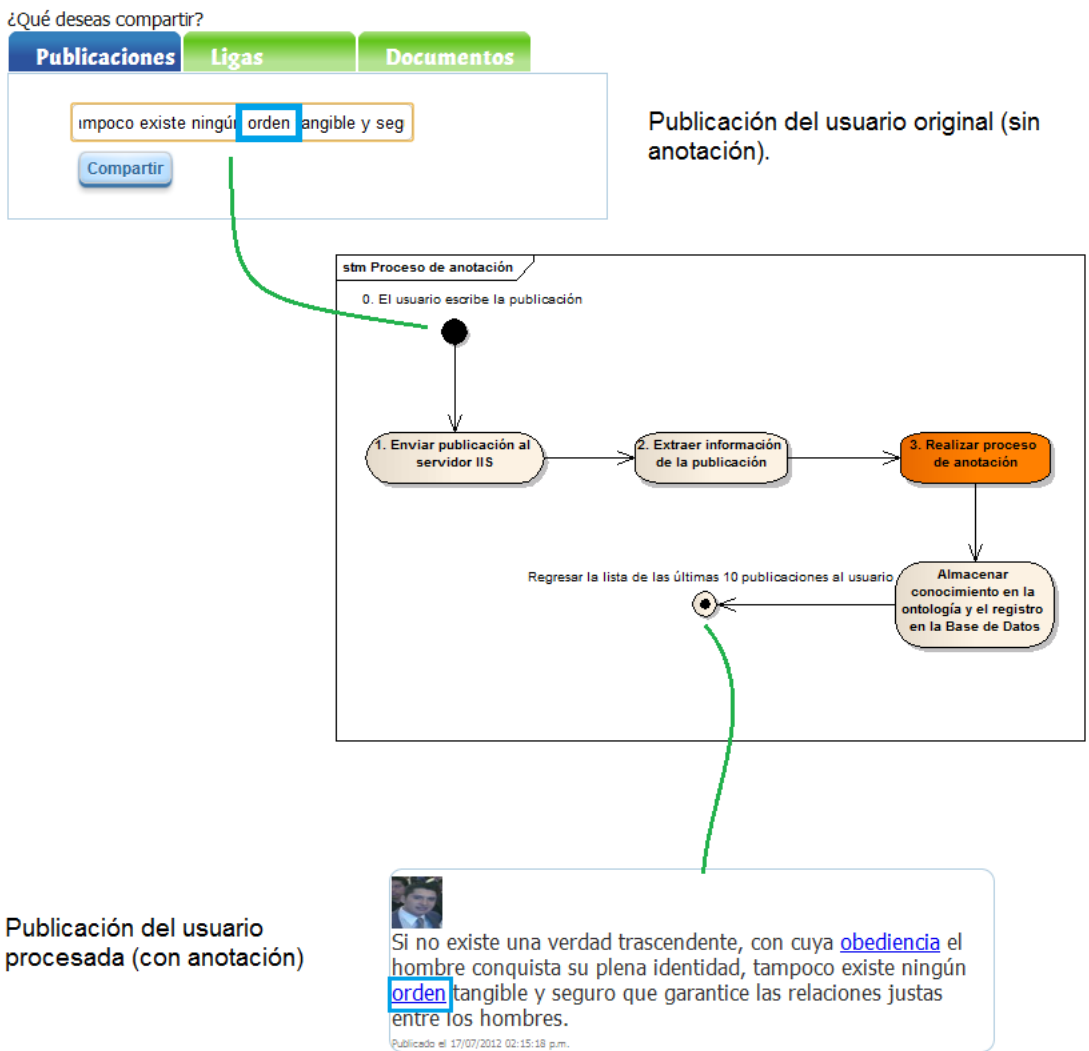 ¿Qué deseas compartir?
Publicaciones Ligas Documentos
impoco existe ningún orden tangible y seg
Compartir
Publicación del usuario original (sin
anotación).
stm Proceso de anotación
0. El usuario escribe la publicación
1. Enviar publicación al
servidor IIS
2. Extraer información
de la publicación
3. Realizar proceso
de anotación
Regresar la lista de las últimas 10 publicaciones al usuario
Almacenar
conocimiento en la
ontología y el registro
en la Base de Datos
Publicación del usuario
procesada (con anotación)
Si no existe una verdad trascendente, con cuya obediencia el
hombre conquista su plena identidad, tampoco existe ningún
orden tangible y seguro que garantice las relaciones justas
entre los hombres.
Publicado el 17/07/2012 02:15:18 p.m.